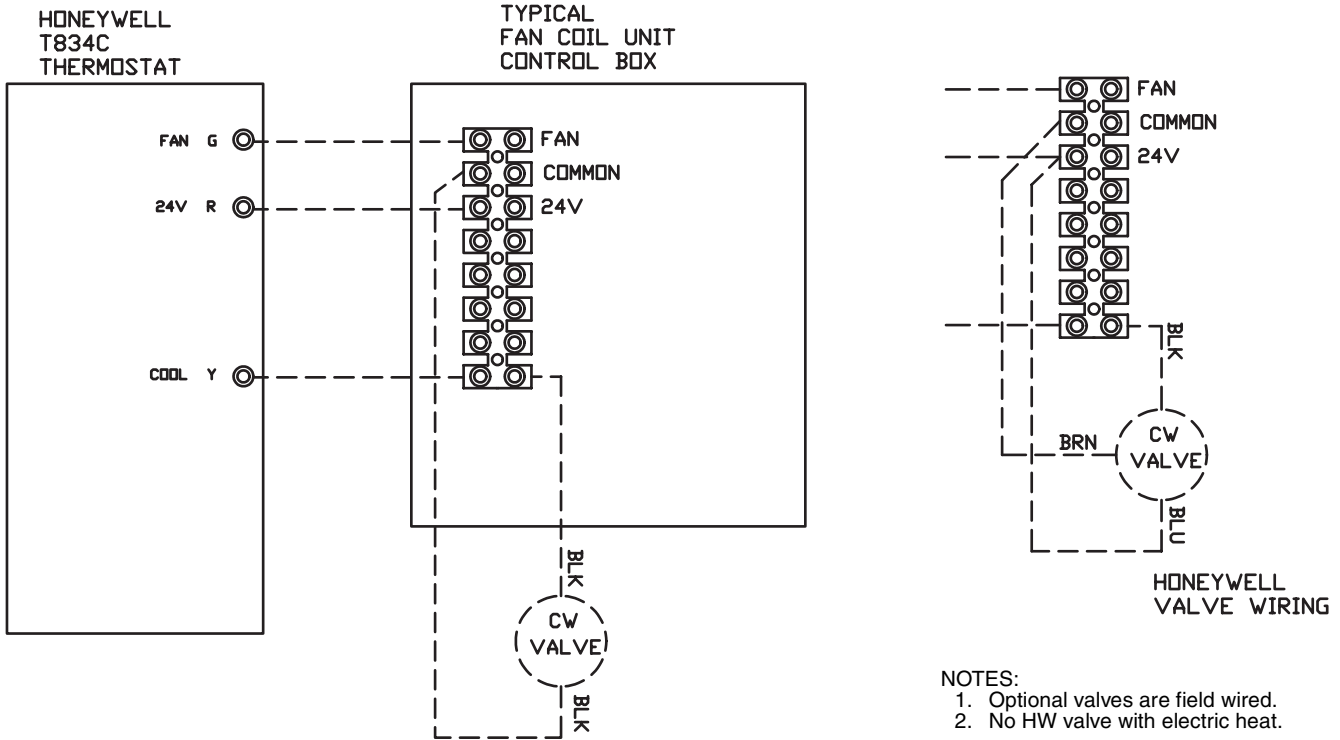 HONEYWELL
T834C
THERMOSTAT
TYPICAL
FAN COIL UNIT
CONTROL BOX
FAN G
24V R
COOL Y
FAN
COMMON
24V
BLK
CW
VALVE
BLK
FAN
COMMON
24V
BLK
BRN
CW
VALVE
BLU
HONEYWELL
VALVE WIRING
NOTES:
1. Optional valves are field wired.
2. No HW valve with electric heat.